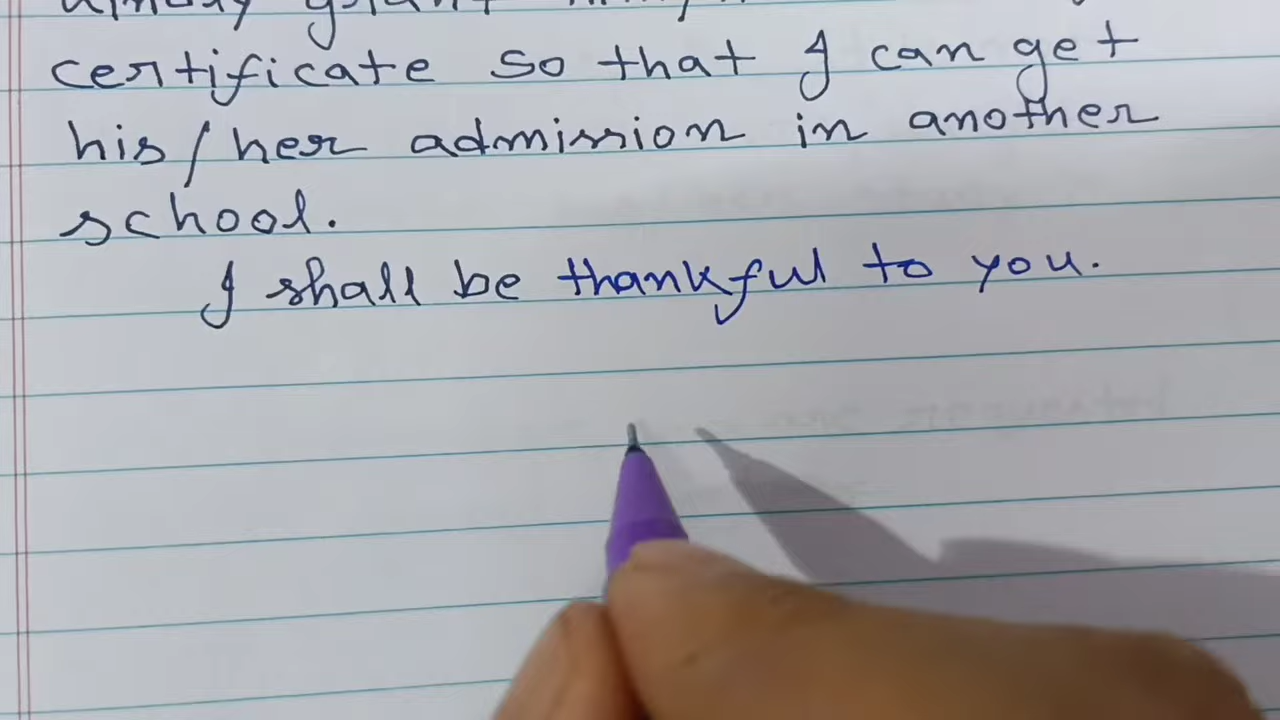 certificate so that I can get
his/her admission in another
school.
I shall be thankful to you.